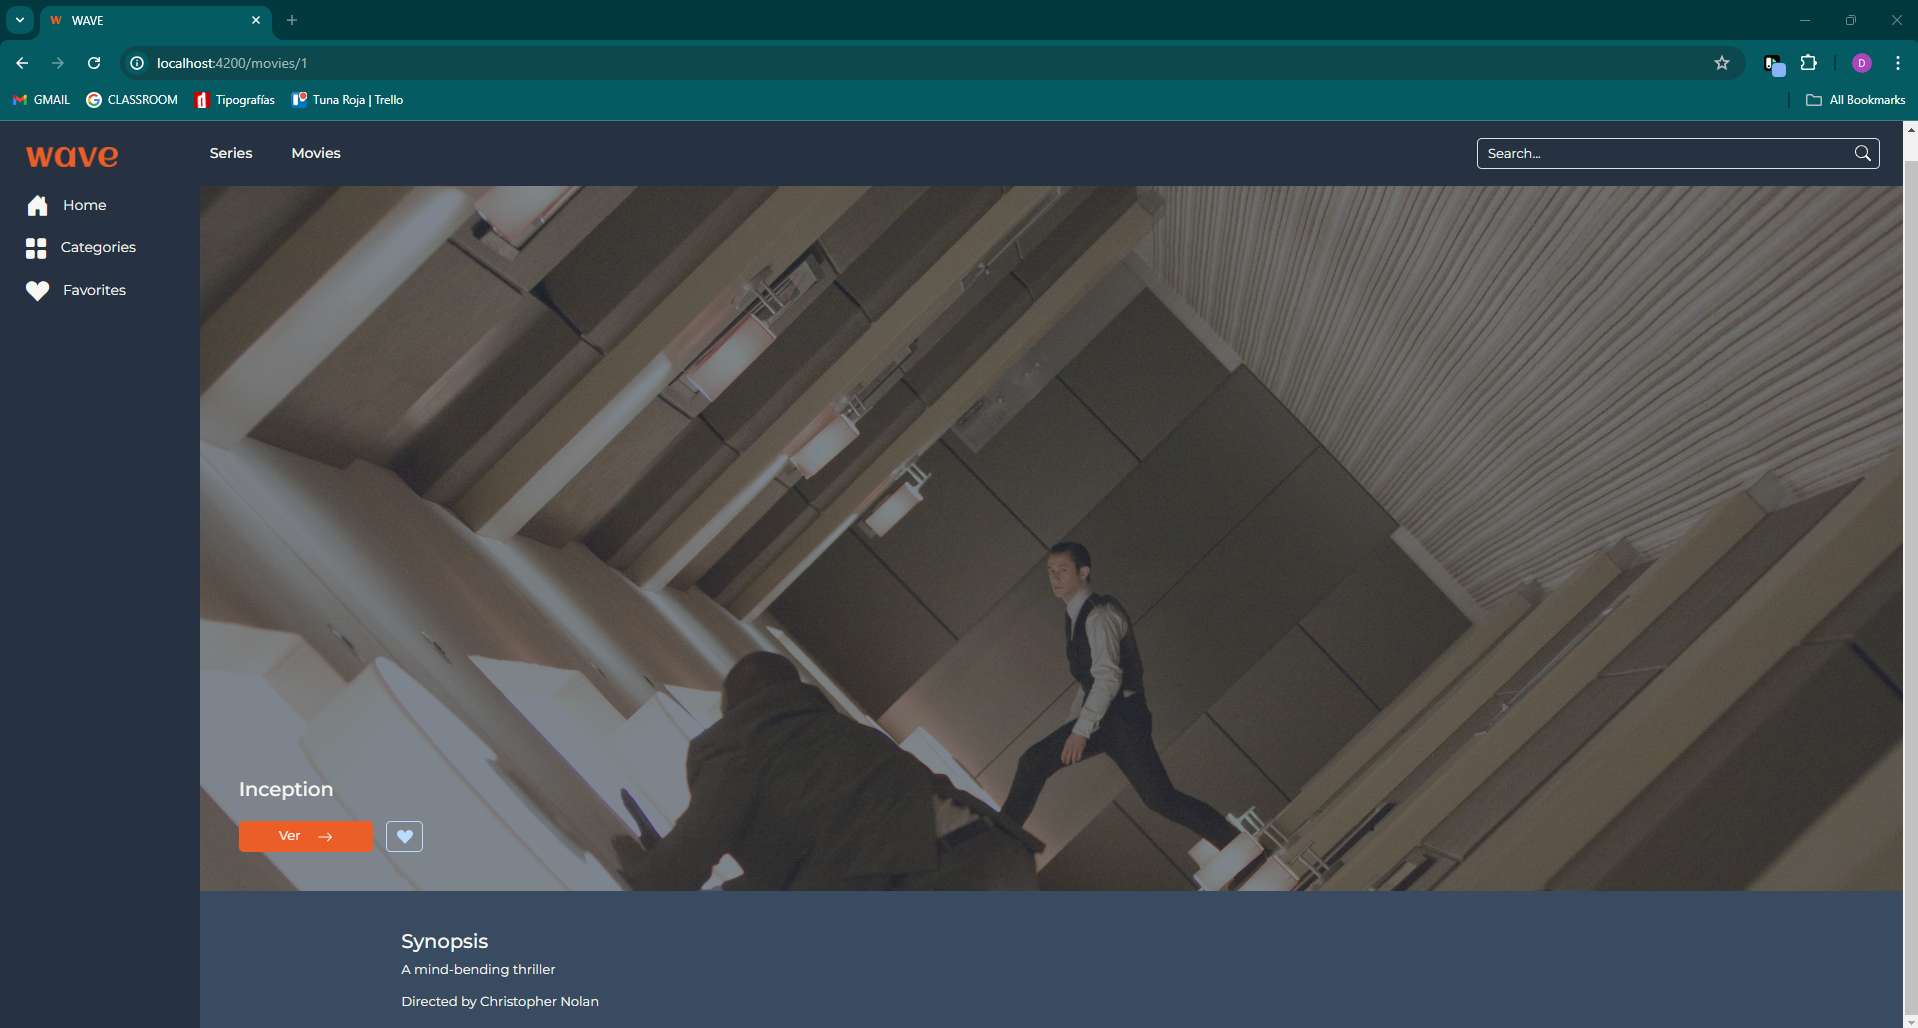 W WAVE
localhost:4200/movies/1
D
GMAIL
CLASSROOM
Tipografías
Tuna Roja | Trello
All Bookmarks
wave
Series
Movies
Search...
Home
Categories
Favorites
Inception
Ver
Synopsis
A mind-bending thriller
Directed by Christopher Nolan